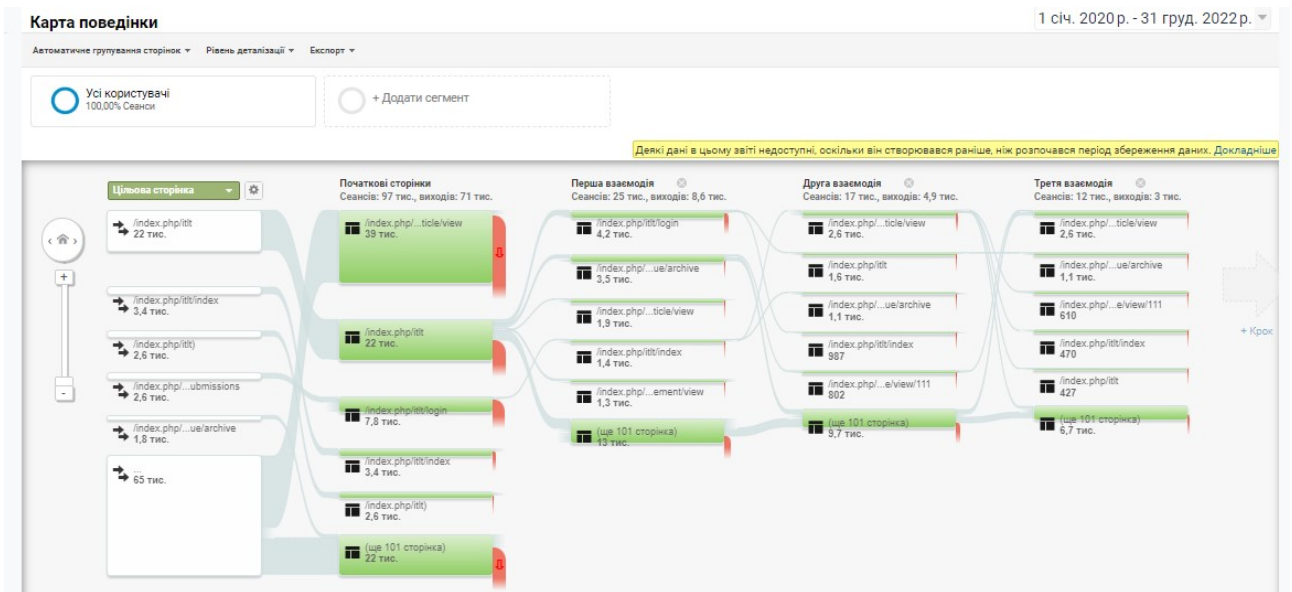 Карта поведінки
1 січ. 2020 р. - 31 груд. 2022 р.
Автоматичне групування сторінок
Рівень деталізації
Експорт
Усі користувачі
100,00% Сеанси
+ Додати сегмент
Деякі дані в цьому звіті недоступні, оскільки він створювався раніше, ніж розпочався період збереження даних. Докладніше
Цільова сторінка
/index.php/itlt
22 тис.
/index.php/itlt/index
3,4 тис.
/index.php/itlt)
2,6 тис.
/index.php/...ubmissions
2,6 тис.
/index.php/...ue/archive
1,8 тис.
...
65 тис.
Початкові сторінки
Сеансів: 97 тис., виходів: 71 тис.
/index.php/...ticle/view
39 тис.
/index.php/itlt
22 тис.
/index.php/itlt/login
7,8 тис.
/index.php/itlt/index
3,4 тис.
/index.php/itlt)
2,6 тис.
(ще 101 сторінка)
22 тис.
Перша взаємодія
Сеансів: 25 тис., виходів: 8,6 тис.
/index.php/itlt/login
4,2 тис.
/index.php/...ue/archive
3,5 тис.
/index.php/...ticle/view
1,9 тис.
/index.php/itlt/index
1,4 тис.
/index.php/...ement/view
1,3 тис.
(ще 101 сторінка)
13 тис.
Друга взаємодія
Сеансів: 17 тис., виходів: 4,9 тис.
/index.php/...ticle/view
2,6 тис.
/index.php/itlt
1,6 тис.
/index.php/...ue/archive
1,1 тис.
/index.php/itlt/index
987
/index.php/...e/view/111
802
(ще 101 сторінка)
9,7 тис.
Третя взаємодія
Сеансів: 12 тис., виходів: 3 тис.
/index.php/...ticle/view
2,6 тис.
/index.php/...ue/archive
1,1 тис.
/index.php/...e/view/111
610
/index.php/itlt/index
470
/index.php/itlt
427
(ще 101 сторінка)
6,7 тис.
+ Крок